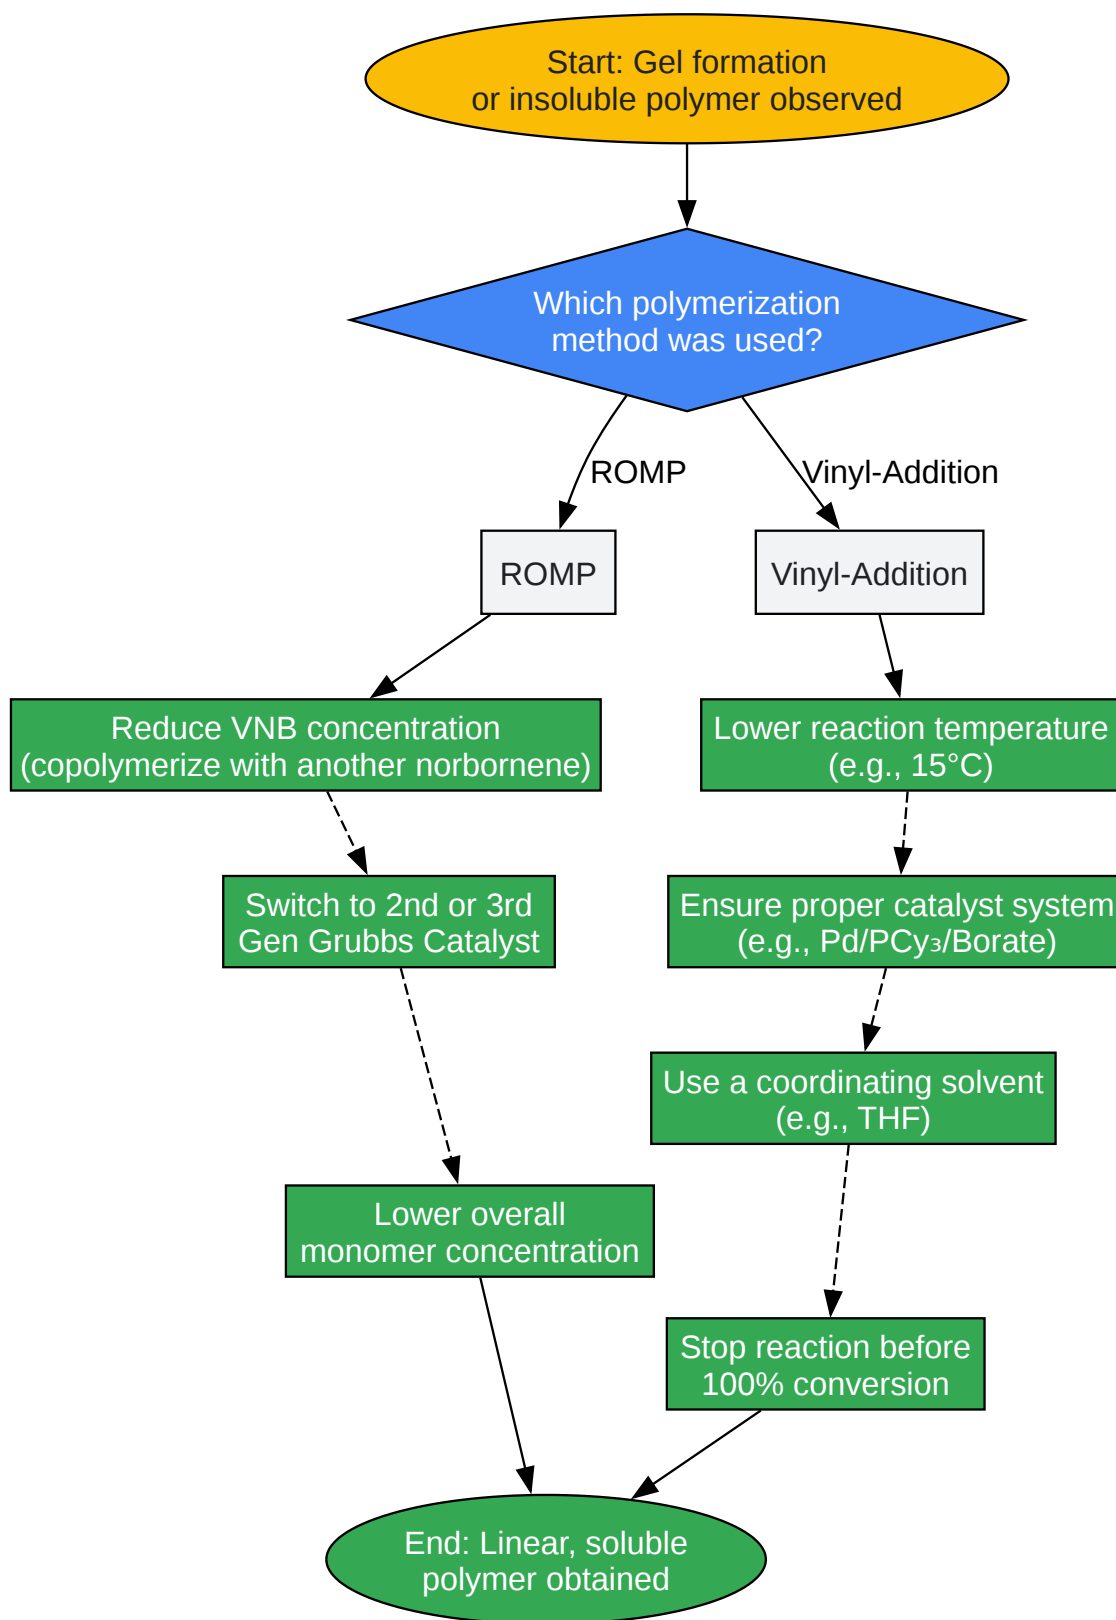 Start: Gel formation
or insoluble polymer observed
Which polymerization
method was used?
ROMP
Vinyl-Addition
ROMP
Vinyl-Addition
Reduce VNB concentration
(copolymerize with another norbornene)
Lower reaction temperature
(e.g., 15°C)
Switch to 2nd or 3rd
Gen Grubbs Catalyst
Ensure proper catalyst system
(e.g., Pd/PCy₃/Borate)
Use a coordinating solvent
(e.g., THF)
Lower overall
monomer concentration
Stop reaction before
100% conversion
End: Linear, soluble
polymer obtained